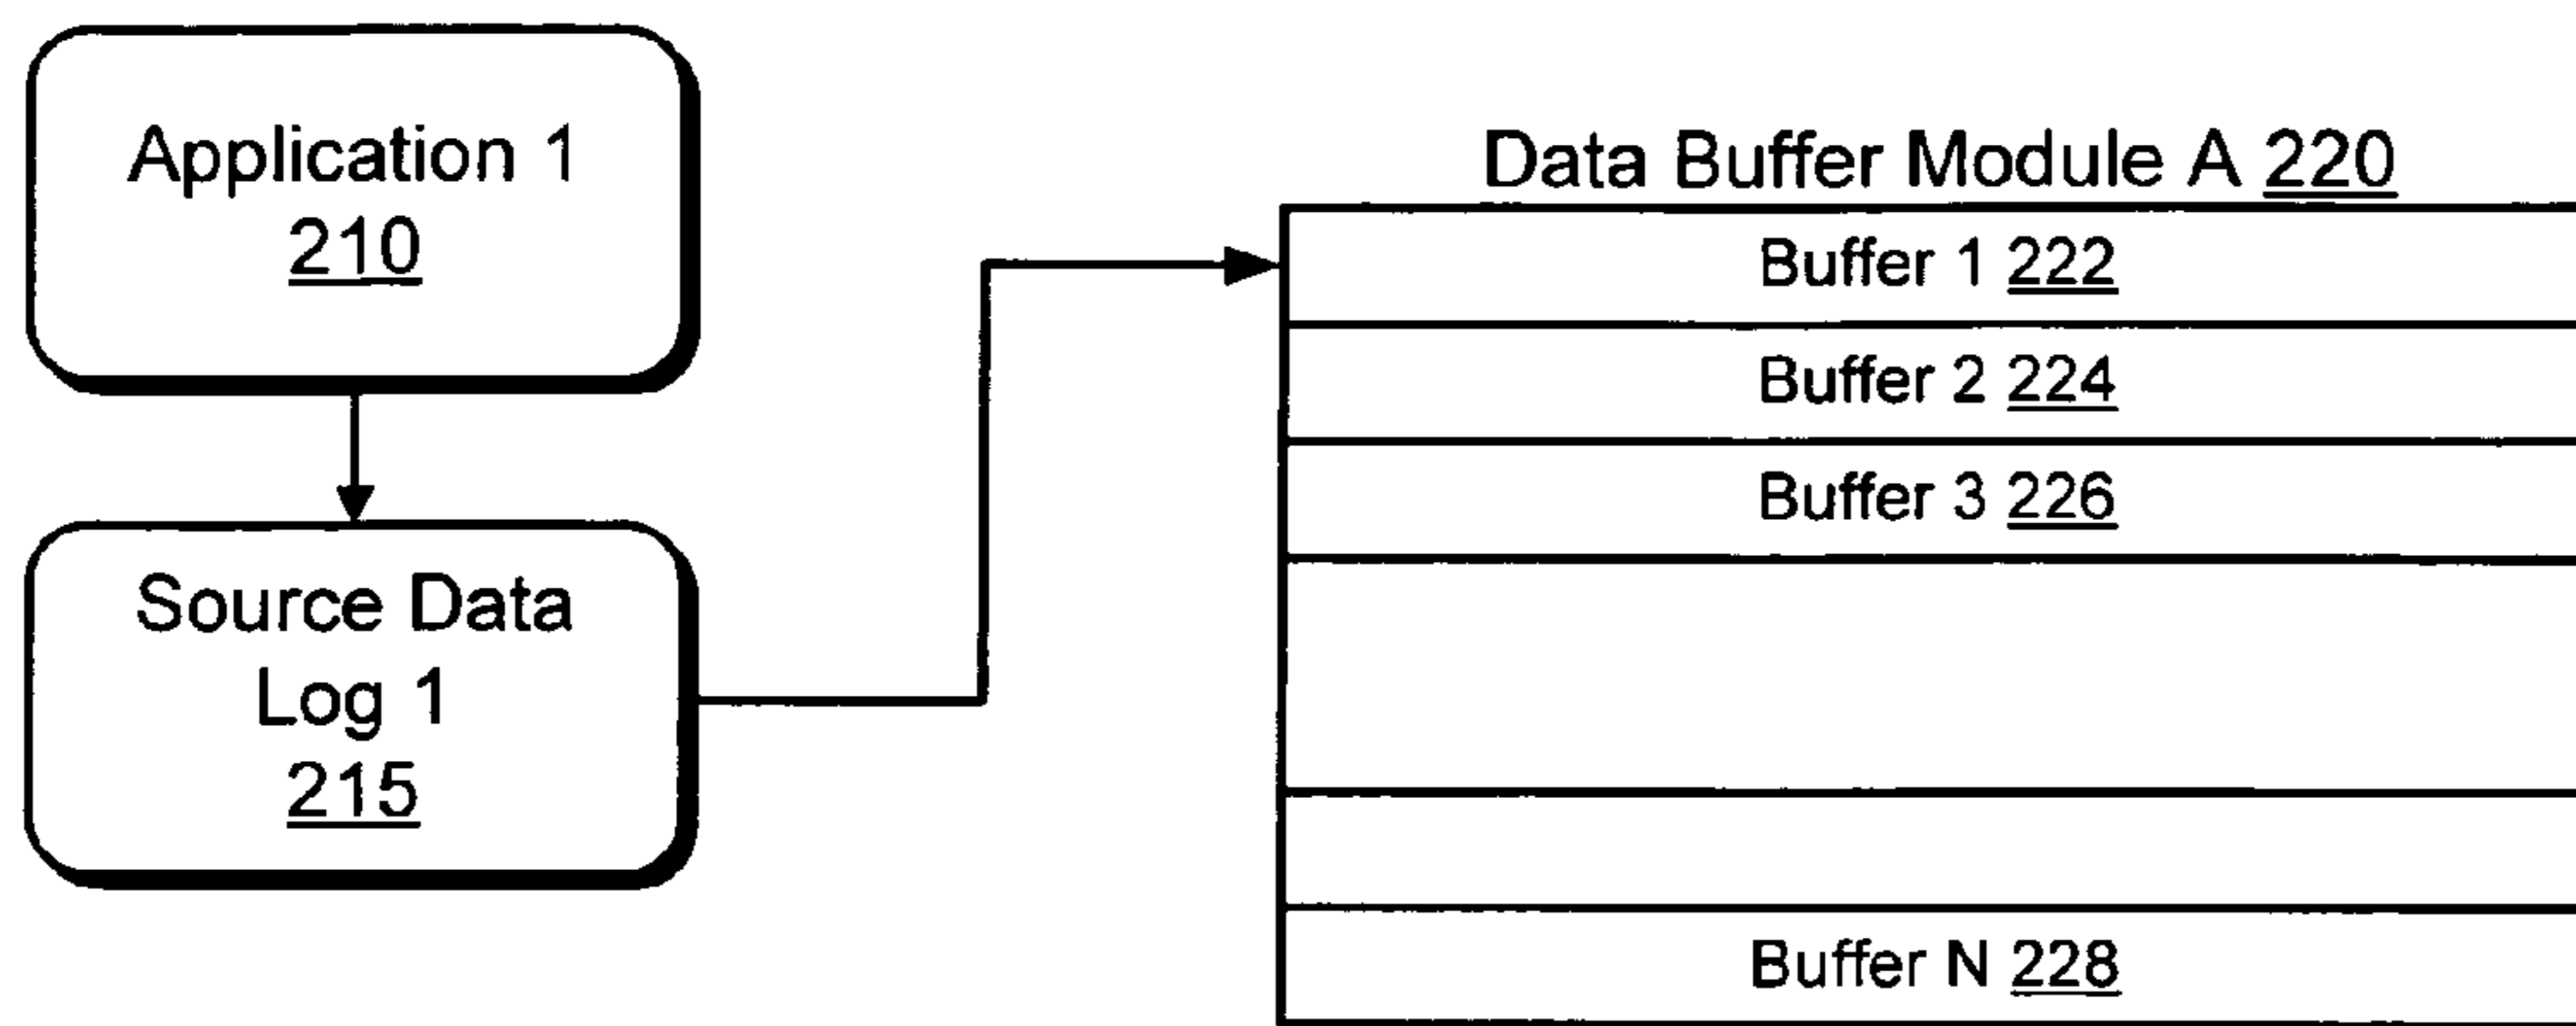 Application 1
210
Source Data
Log 1
215
Data Buffer Module A 220
Buffer 1 222
Buffer 2 224
Buffer 3 226
Buffer N 228